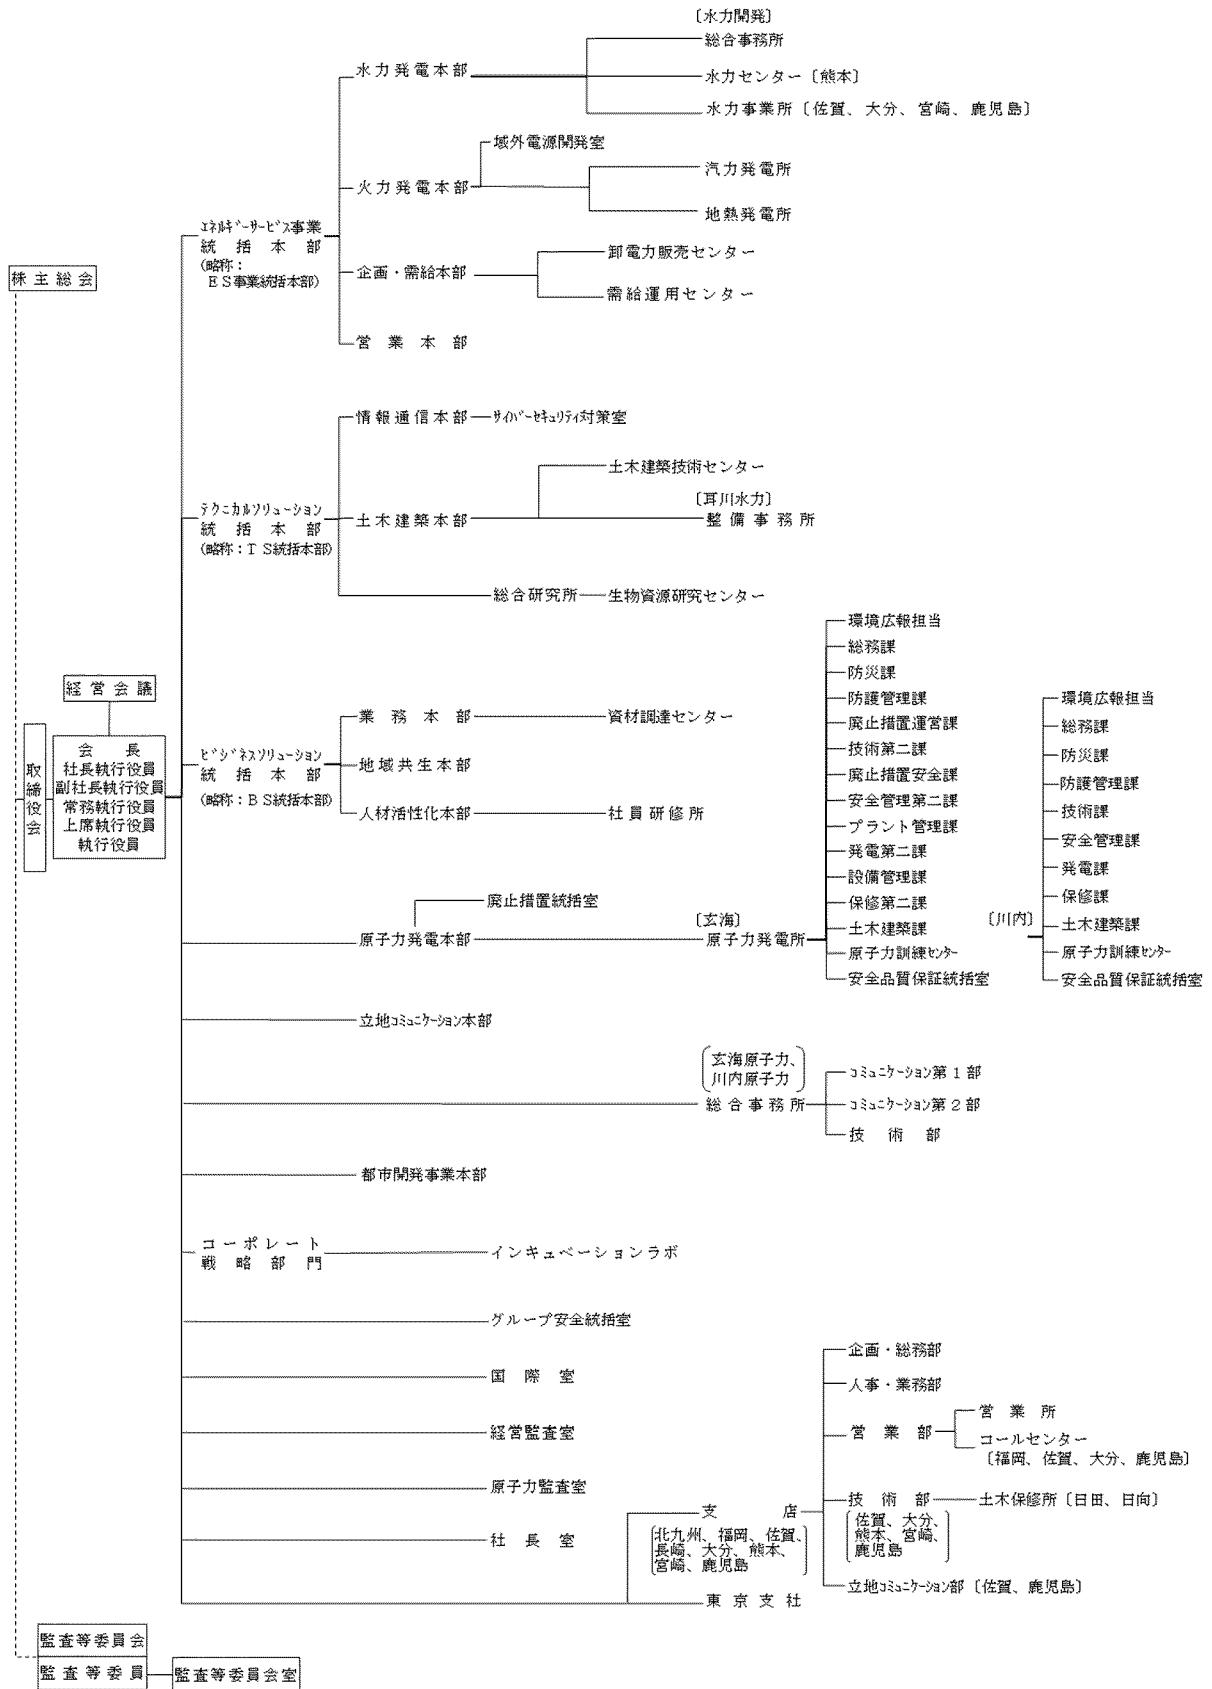 株主総会
取締役会
経営会議
会　長
社長執行役員
副社長執行役員
常務執行役員
上席執行役員
執行役員
エネルギーサービス事業
統括本部
(略称：
ＥＳ事業統括本部)
水力発電本部
〔水力開発〕
総合事務所
水力センター〔熊本〕
水力事業所〔佐賀、大分、宮崎、鹿児島〕
火力発電本部
域外電源開発室
汽力発電所
地熱発電所
企画・需給本部
卸電力販売センター
需給運用センター
営業本部
テクニカルソリューション
統括本部
(略称：ＴＳ統括本部)
情報通信本部
サイバーセキュリティ対策室
土木建築本部
土木建築技術センター
〔耳川水力〕
整備事務所
総合研究所
生物資源研究センター
ビジネスソリューション
統括本部
(略称：ＢＳ統括本部)
業務本部
資材調達センター
地域共生本部
人材活性化本部
社員研修所
原子力発電本部
廃止措置統括室
〔玄海〕
原子力発電所
環境広報担当
総務課
防災課
防護管理課
廃止措置運営課
技術第二課
廃止措置安全課
安全管理第二課
プラント管理課
発電第二課
設備管理課
保修第二課
土木建築課
原子力訓練センター
安全品質保証統括室
〔川内〕
環境広報担当
総務課
防災課
防護管理課
技術課
安全管理課
発電課
保修課
土木建築課
原子力訓練センター
安全品質保証統括室
立地コミュニケーション本部
〔玄海原子力、
川内原子力〕
総合事務所
コミュニケーション第１部
コミュニケーション第２部
技術部
都市開発事業本部
コーポレート
戦略部門
インキュベーションラボ
グループ安全統括室
国際室
経営監査室
原子力監査室
社長室
支店
〔北九州、福岡、佐賀、
長崎、大分、熊本、
宮崎、鹿児島〕
企画・総務部
人事・業務部
営業部
営業所
コールセンター
〔福岡、佐賀、大分、鹿児島〕
技術部
〔佐賀、大分、
熊本、宮崎、
鹿児島〕
土木保修所〔日田、日向〕
立地コミュニケーション部〔佐賀、鹿児島〕
東京支社
監査等委員会
監査等委員
監査等委員会室